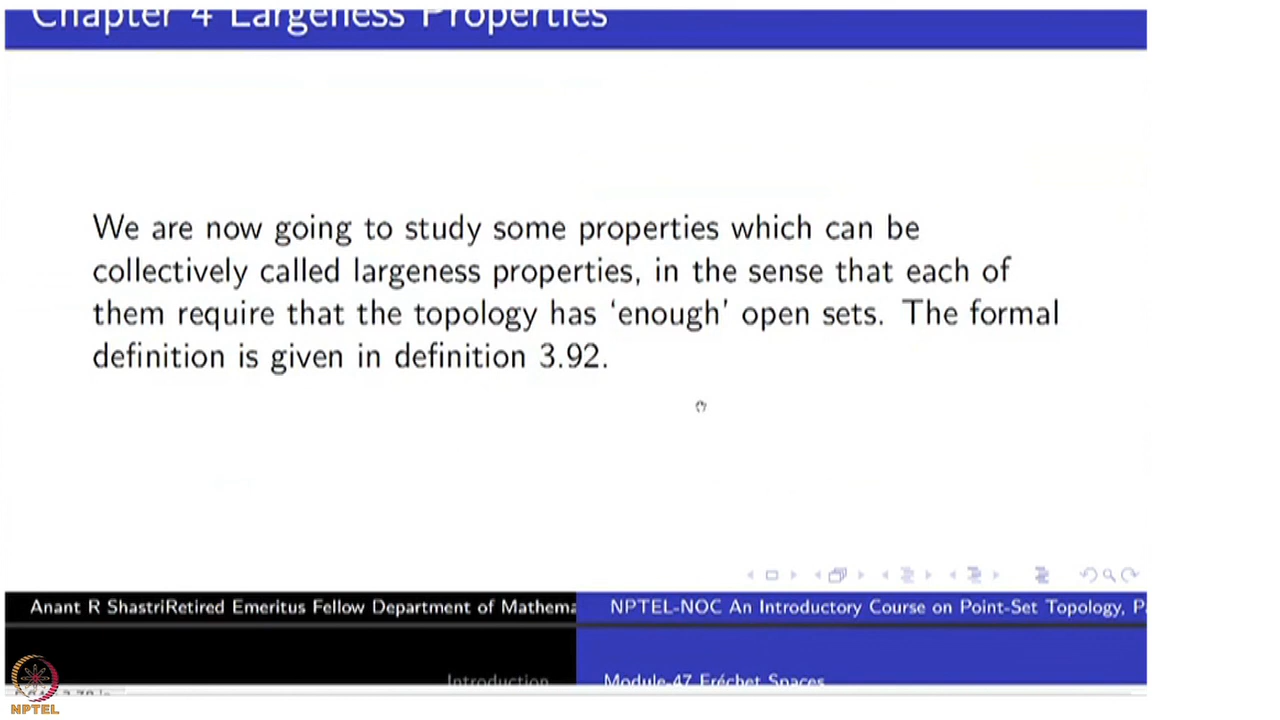 Chapter 4 Largeness Properties
We are now going to study some properties which can be
collectively called largeness properties, in the sense that each of
them require that the topology has ‘enough’ open sets. The formal
definition is given in definition 3.92.
Anant R ShastriRetired Emeritus Fellow Department of Mathema
NPTEL-NOC An Introductory Course on Point-Set Topology, P
Introduction
Module-47 Fréchet Spaces
NPTEL